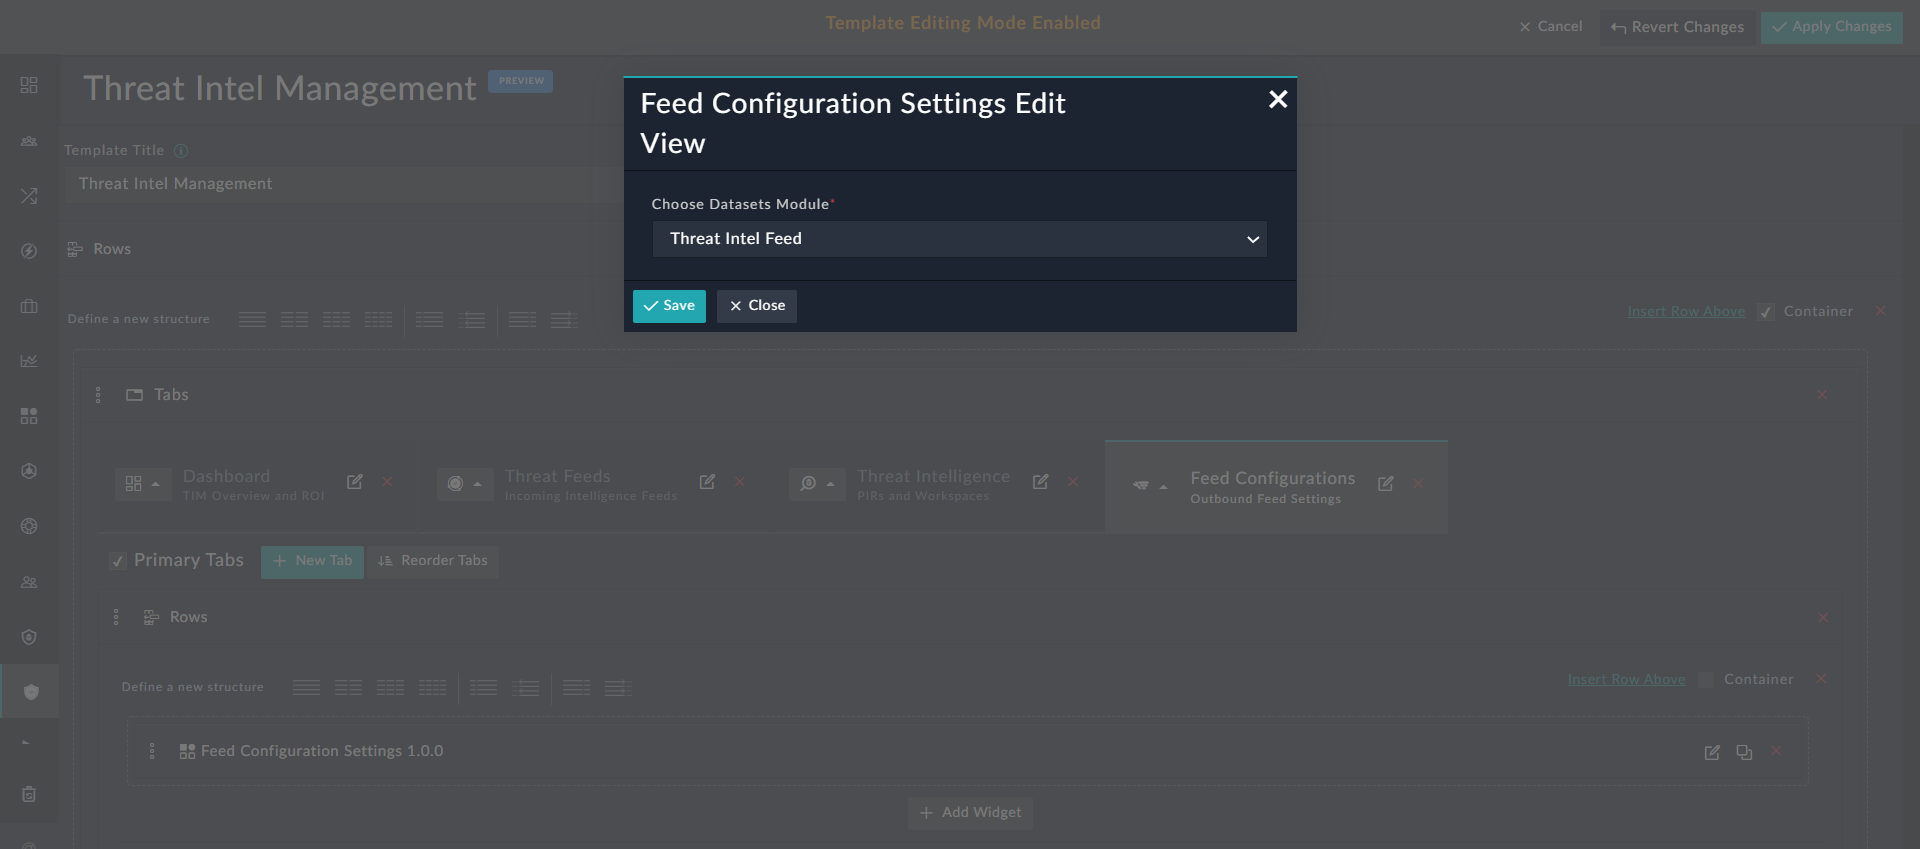 Template Editing Mode Enabled
Cancel
Revert Changes
Apply Changes
Threat Intel Management
PREVIEW
Feed Configuration Settings Edit
View
Template Title
Threat Intel Management
Choose Datasets Module*
Threat Intel Feed
Rows
Save
Close
Define a new structure
Insert Row Above
Container
Tabs
Dashboard
TIM Overview and ROI
Threat Feeds
Incoming Intelligence Feeds
Threat Intelligence
PIRs and Workspaces
Feed Configurations
Outbound Feed Settings
Primary Tabs
New Tab
Reorder Tabs
Rows
Define a new structure
Insert Row Above
Container
Feed Configuration Settings 1.0.0
Add Widget